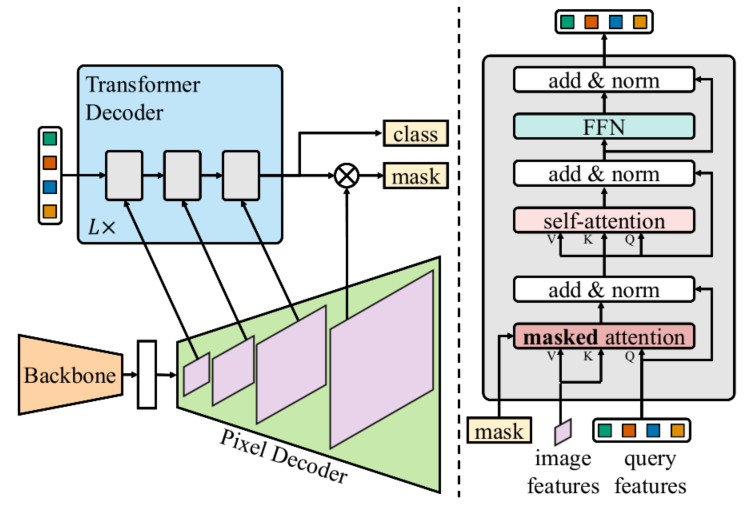 Transformer
Decoder
class
mask
L×
Backbone
Pixel Decoder
add & norm
FFN
add & norm
self-attention
V K Q
add & norm
masked attention
V K Q
mask
image
features
query
features